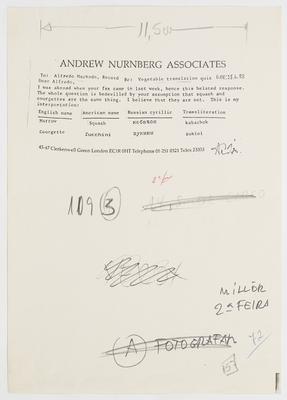 11,500
ANDREW NURNBERG ASSOCIATES
To: Alfredo Machado, Record Re: Vegetable translation quiz
Dear Alfredo,
I was abroad when your fax came in last week, hence this belated response.
The whole question is bedevilled by your assumption that squash and
courgettes are the same thing. I believe that they are not. This is my
interpretation:
English name American name Russian cyrillic Transliteration
Marrow Squash кабачок kabachok
Courgette Zucchini цукини
45-47 Clerkenwell Green London EC1R 0HT Telephone 01-251 0321 Telex 23353
109 3
MILLÔR
2ª FEIRA
A FOTOGRAFAR
72